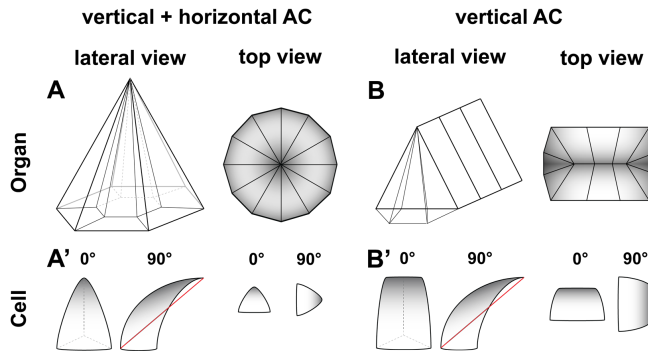 vertical + horizontal AC vertical AC
lateral view top view lateral view top view
A B
Organ
A’ 0° 90° 0° 90° B’ 0° 90° 0° 90°
Cell